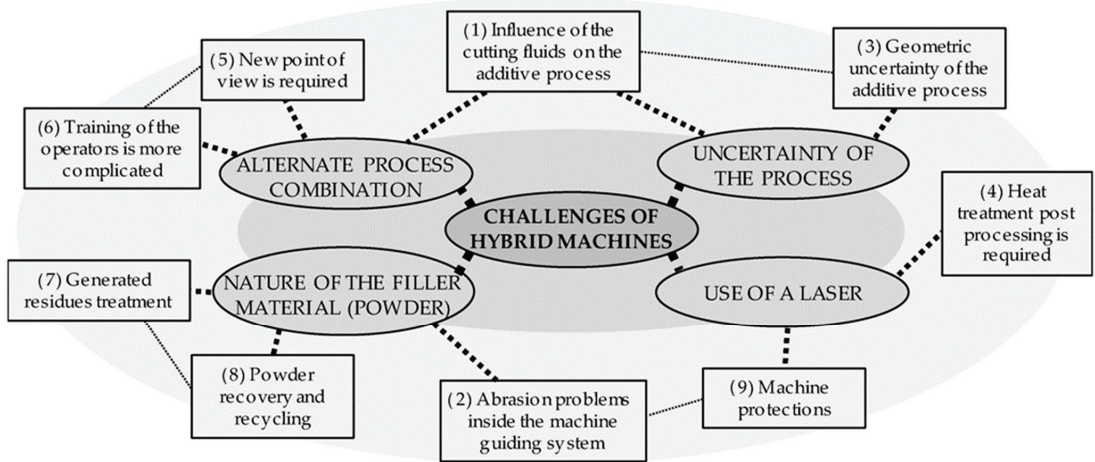 (1) Influence of the
cutting fluids on the
additive process
(3) Geometric
uncertainty of the
additive process
(5) New point of
view is required
(6) Training of the
operators is more
complicated
ALTERNATE PROCESS
COMBINATION
UNCERTAINTY OF
THE PROCESS
(4) Heat
treatment post
processing is
required
CHALLENGES OF
HYBRID MACHINES
(7) Generated
residues treatment
NATURE OF THE FILLER
MATERIAL (POWDER)
USE OF A LASER
(8) Powder
recovery and
recycling
(2) Abrasion problems
inside the machine
guiding system
(9) Machine
protections